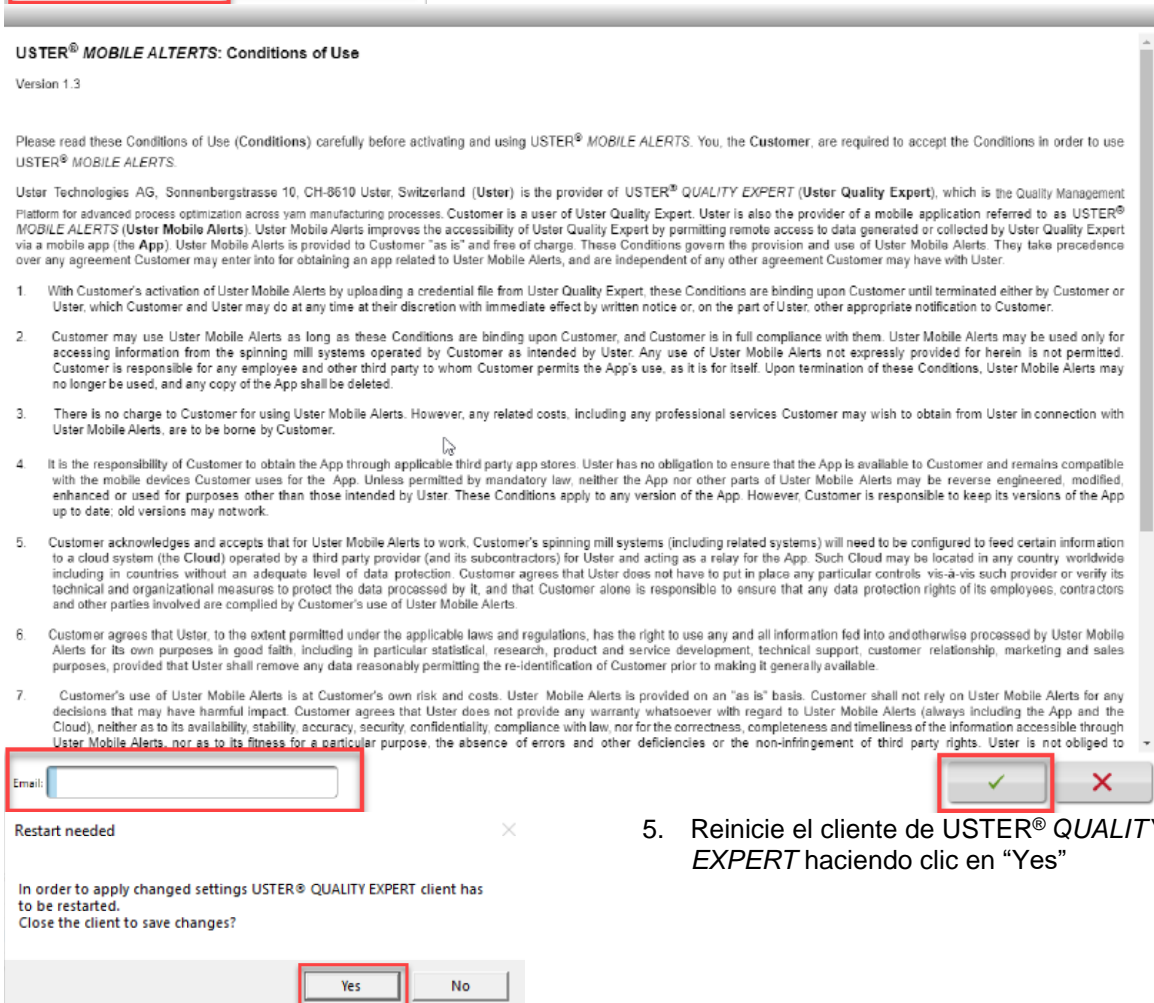 USTER® MOBILE ALTERTS: Conditions of Use
Version 1.3
Please read these Conditions of Use (Conditions) carefully before activating and using USTER® MOBILE ALERTS. You, the Customer, are required to accept the Conditions in order to use
USTER® MOBILE ALERTS.
Uster Technologies AG, Sonnenbergstrasse 10, CH-8610 Uster, Switzerland (Uster) is the provider of USTER® QUALITY EXPERT (Uster Quality Expert), which is the Quality Management
Platform for advanced process optimization across yarn manufacturing processes. Customer is a user of Uster Quality Expert. Uster is also the provider of a mobile application referred to as USTER®
MOBILE ALERTS (Uster Mobile Alerts). Uster Mobile Alerts improves the accessibility of Uster Quality Expert by permitting remote access to data generated or collected by Uster Quality Expert
via a mobile app (the App). Uster Mobile Alerts is provided to Customer "as is" and free of charge. These Conditions govern the provision and use of Uster Mobile Alerts. They take precedence
over any agreement Customer may enter into for obtaining an app related to Uster Mobile Alerts, and are independent of any other agreement Customer may have with Uster.
1. With Customer's activation of Uster Mobile Alerts by uploading a credential file from Uster Quality Expert, these Conditions are binding upon Customer until terminated either by Customer or
Uster, which Customer and Uster may do at any time at their discretion with immediate effect by written notice or, on the part of Uster, other appropriate notification to Customer.
2. Customer may use Uster Mobile Alerts as long as these Conditions are binding upon Customer, and Customer is in full compliance with them. Uster Mobile Alerts may be used only for
accessing information from the spinning mill systems operated by Customer as intended by Uster. Any use of Uster Mobile Alerts not expressly provided for herein is not permitted.
Customer is responsible for any employee and other third party to whom Customer permits the App's use, as it is for itself. Upon termination of these Conditions, Uster Mobile Alerts may
no longer be used, and any copy of the App shall be deleted.
3. There is no charge to Customer for using Uster Mobile Alerts. However, any related costs, including any professional services Customer may wish to obtain from Uster in connection with
Uster Mobile Alerts, are to be borne by Customer.
4. It is the responsibility of Customer to obtain the App through applicable third party app stores. Uster has no obligation to ensure that the App is available to Customer and remains compatible
with the mobile devices Customer uses for the App. Unless permitted by mandatory law, neither the App nor other parts of Uster Mobile Alerts may be reverse engineered, modified,
enhanced or used for purposes other than those intended by Uster. These Conditions apply to any version of the App. However, Customer is responsible to keep its versions of the App
up to date; old versions may notwork.
5. Customer acknowledges and accepts that for Uster Mobile Alerts to work, Customer's spinning mill systems (including related systems) will need to be configured to feed certain information
to a cloud system (the Cloud) operated by a third party provider (and its subcontractors) for Uster and acting as a relay for the App. Such Cloud may be located in any country worldwide
including in countries without an adequate level of data protection. Customer agrees that Uster does not have to put in place any particular controls vis-à-vis such provider or verify its
technical and organizational measures to protect the data processed by it, and that Customer alone is responsible to ensure that any data protection rights of its employees, contractors
and other parties involved are complied by Customer's use of Uster Mobile Alerts.
6. Customer agrees that Uster, to the extent permitted under the applicable laws and regulations, has the right to use any and all information fed into andotherwise processed by Uster Mobile
Alerts for its own purposes in good faith, including in particular statistical, research, product and service development, technical support, customer relationship, marketing and sales
purposes, provided that Uster shall remove any data reasonably permitting the re-identification of Customer prior to making it generally available.
7. Customer's use of Uster Mobile Alerts is at Customer's own risk and costs. Uster Mobile Alerts is provided on an "as is" basis. Customer shall not rely on Uster Mobile Alerts for any
decisions that may have harmful impact. Customer agrees that Uster does not provide any warranty whatsoever with regard to Uster Mobile Alerts (always including the App and the
Cloud), neither as to its availability, stability, accuracy, security, confidentiality, compliance with law, nor for the correctness, completeness and timeliness of the information accessible through
Uster Mobile Alerts, nor as to its fitness for a particular purpose, the absence of errors and other deficiencies or the non-infringement of third party rights. Uster is not obliged to
Email:
Restart needed
In order to apply changed settings USTER® QUALITY EXPERT client has
to be restarted.
Close the client to save changes?
Yes No
5. Reinicie el cliente de USTER® QUALITY
EXPERT haciendo clic en “Yes”